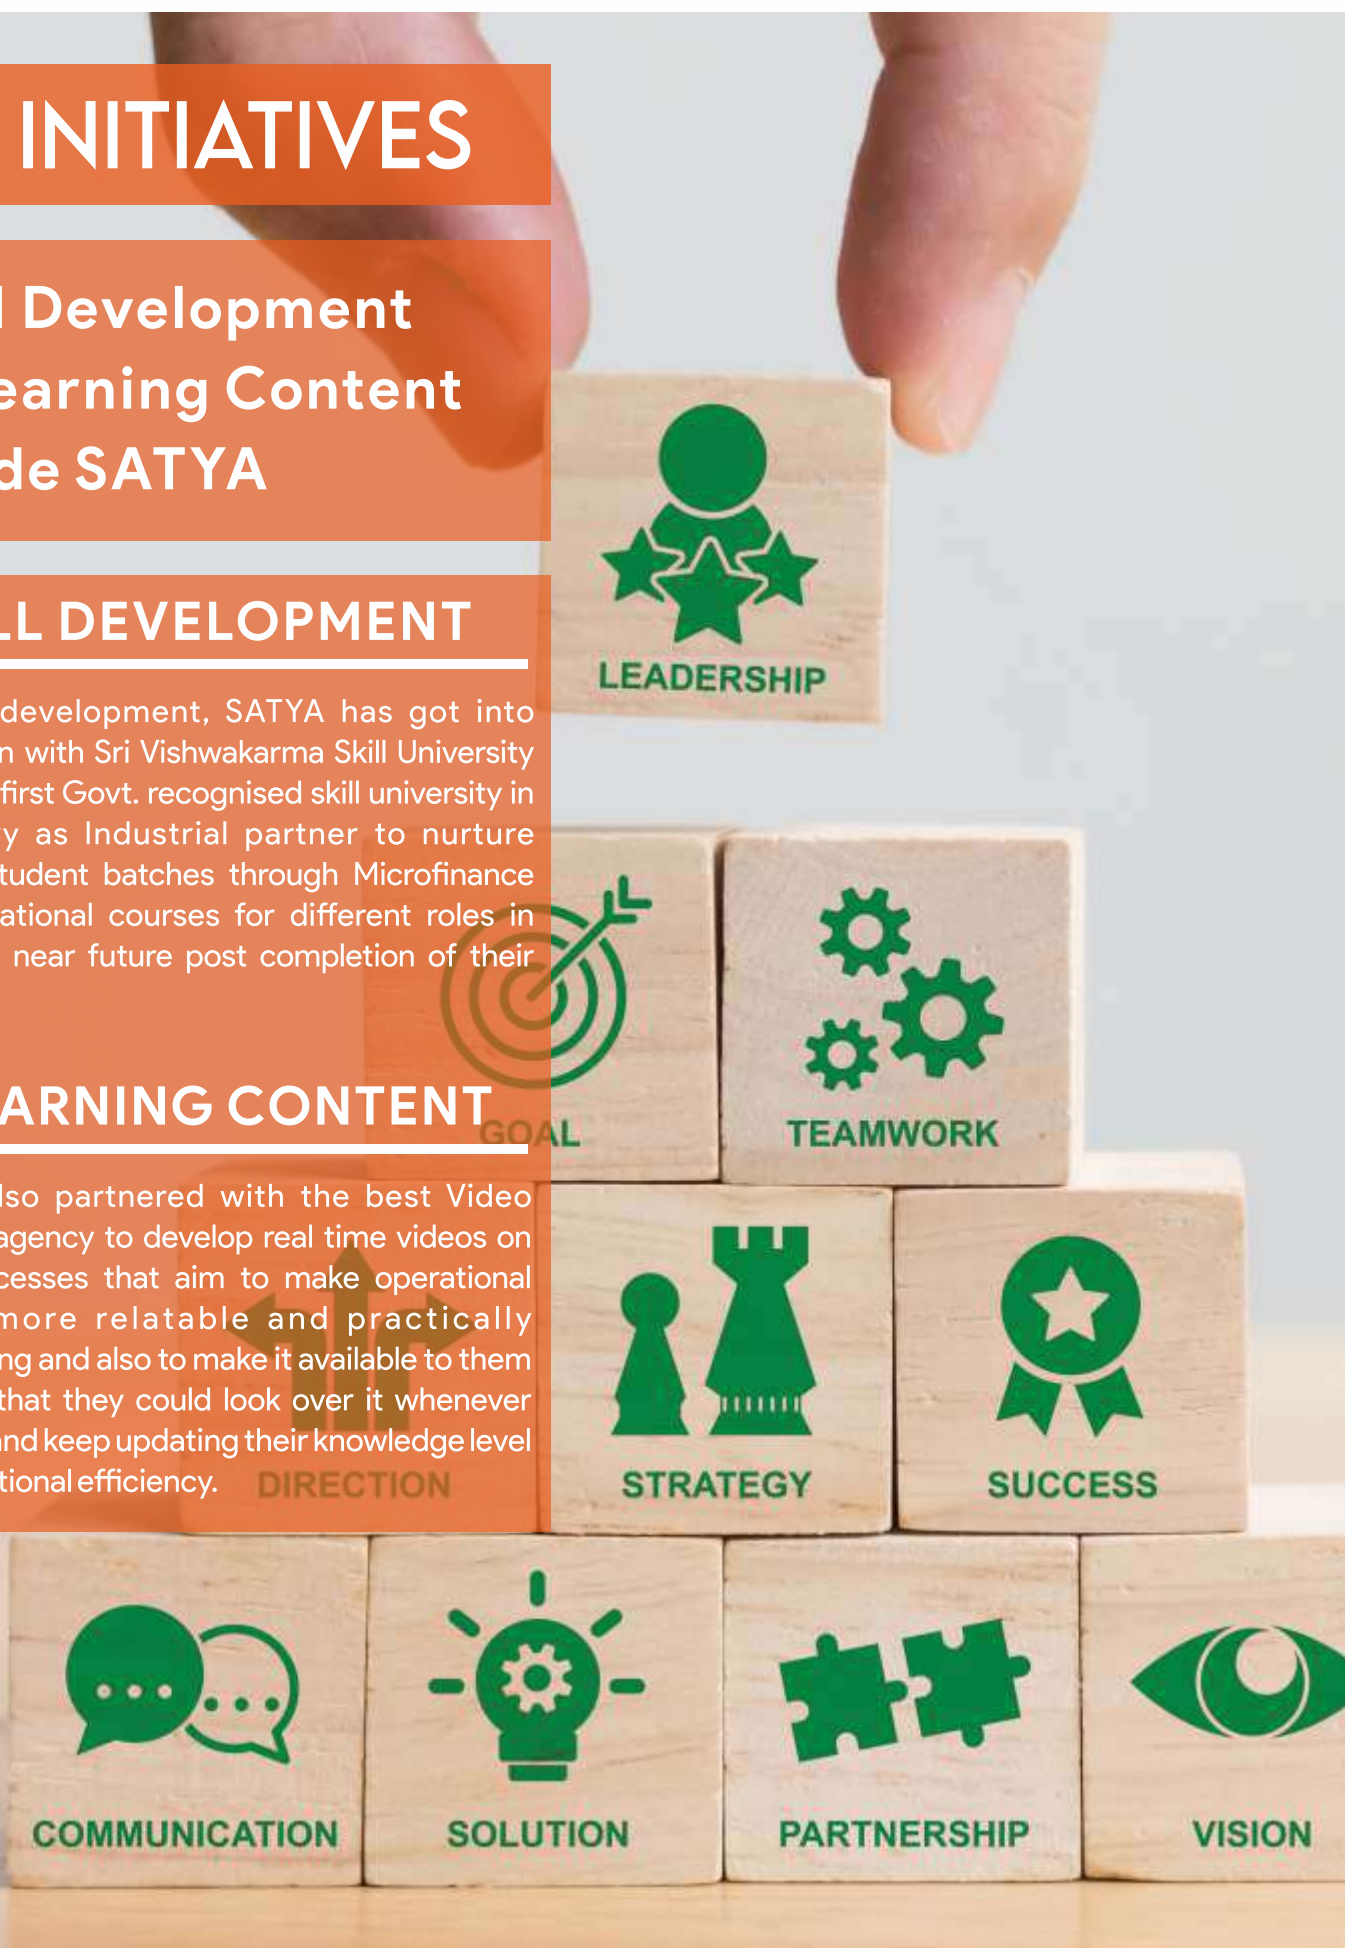 INITIATIVES
Development
earning Content
de SATYA
LL DEVELOPMENT
development, SATYA has got into
n with Sri Vishwakarma Skill University
first Govt. recognised skill university in
y as Industrial partner to nurture
tudent batches through Microfinance
ational courses for different roles in
near future post completion of their
ARNING CONTENT
lso partnered with the best Video
agency to develop real time videos on
cesses that aim to make operational
more relatable and practically
ng and also to make it available to them
that they could look over it whenever
and keep updating their knowledge level
tional efficiency.
LEADERSHIP
GOAL
TEAMWORK
DIRECTION
STRATEGY
SUCCESS
COMMUNICATION
SOLUTION
PARTNERSHIP
VISION